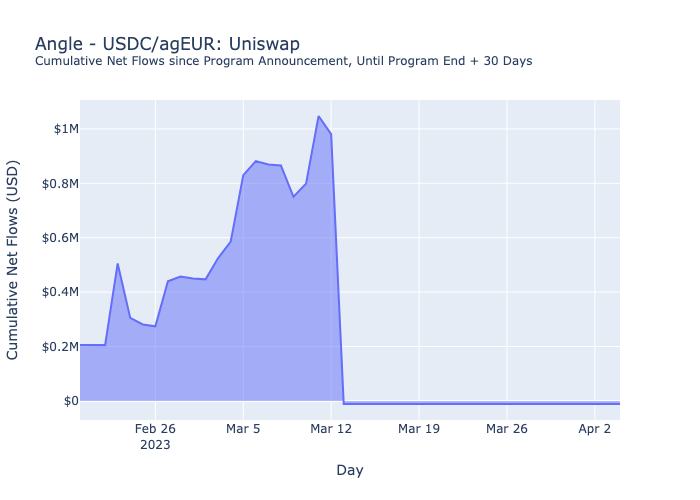 Angle - USDC/agEUR: Uniswap
Cumulative Net Flows since Program Announcement, Until Program End + 30 Days
Cumulative Net Flows (USD)
$1M
$0.8M
$0.6M
$0.4M
$0.2M
$0
Feb 26
2023
Mar 5
Mar 12
Mar 19
Mar 26
Apr 2
Day